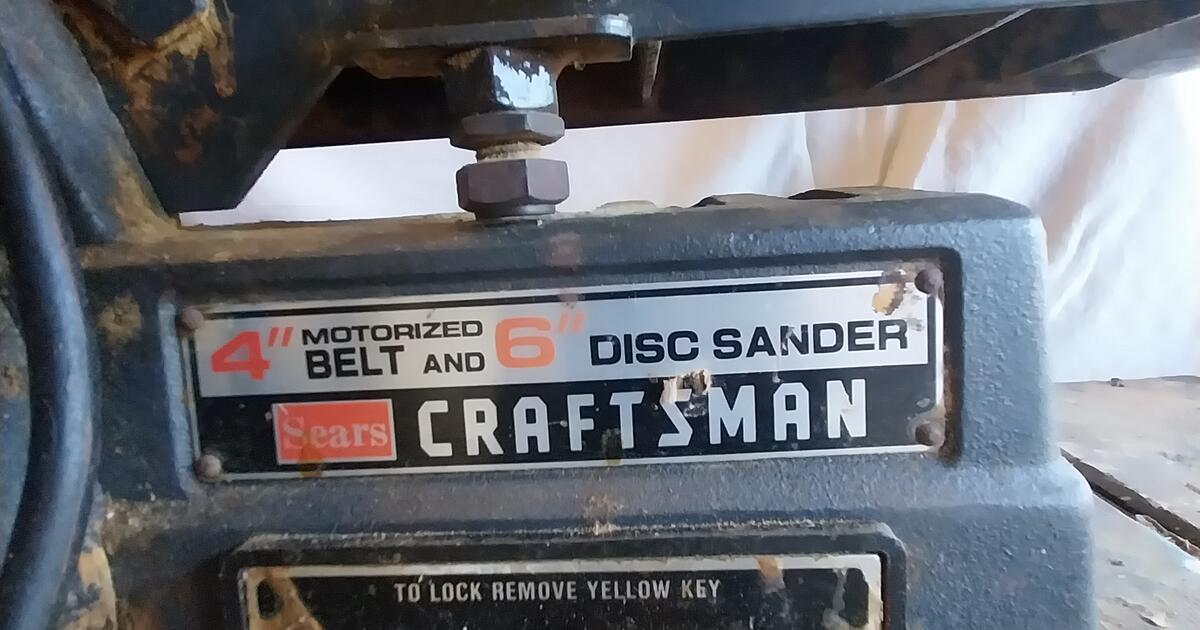 4" MOTORIZED BELT AND 6" DISC SANDER
Sears CRAFTSMAN
TO LOCK REMOVE YELLOW KEY